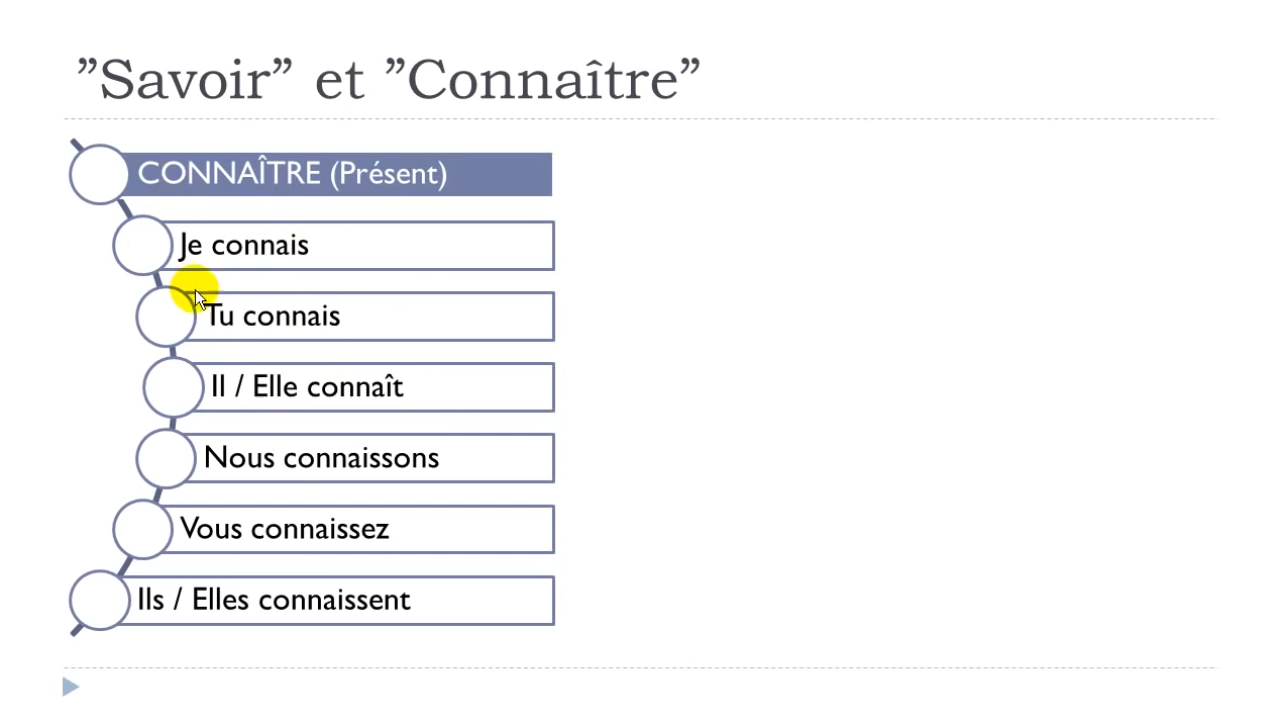 ”Savoir” et ”Connaître”
CONNAÎTRE (Présent)
Je connais
Tu connais
Il / Elle connaît
Nous connaissons
Vous connaissez
Ils / Elles connaissent